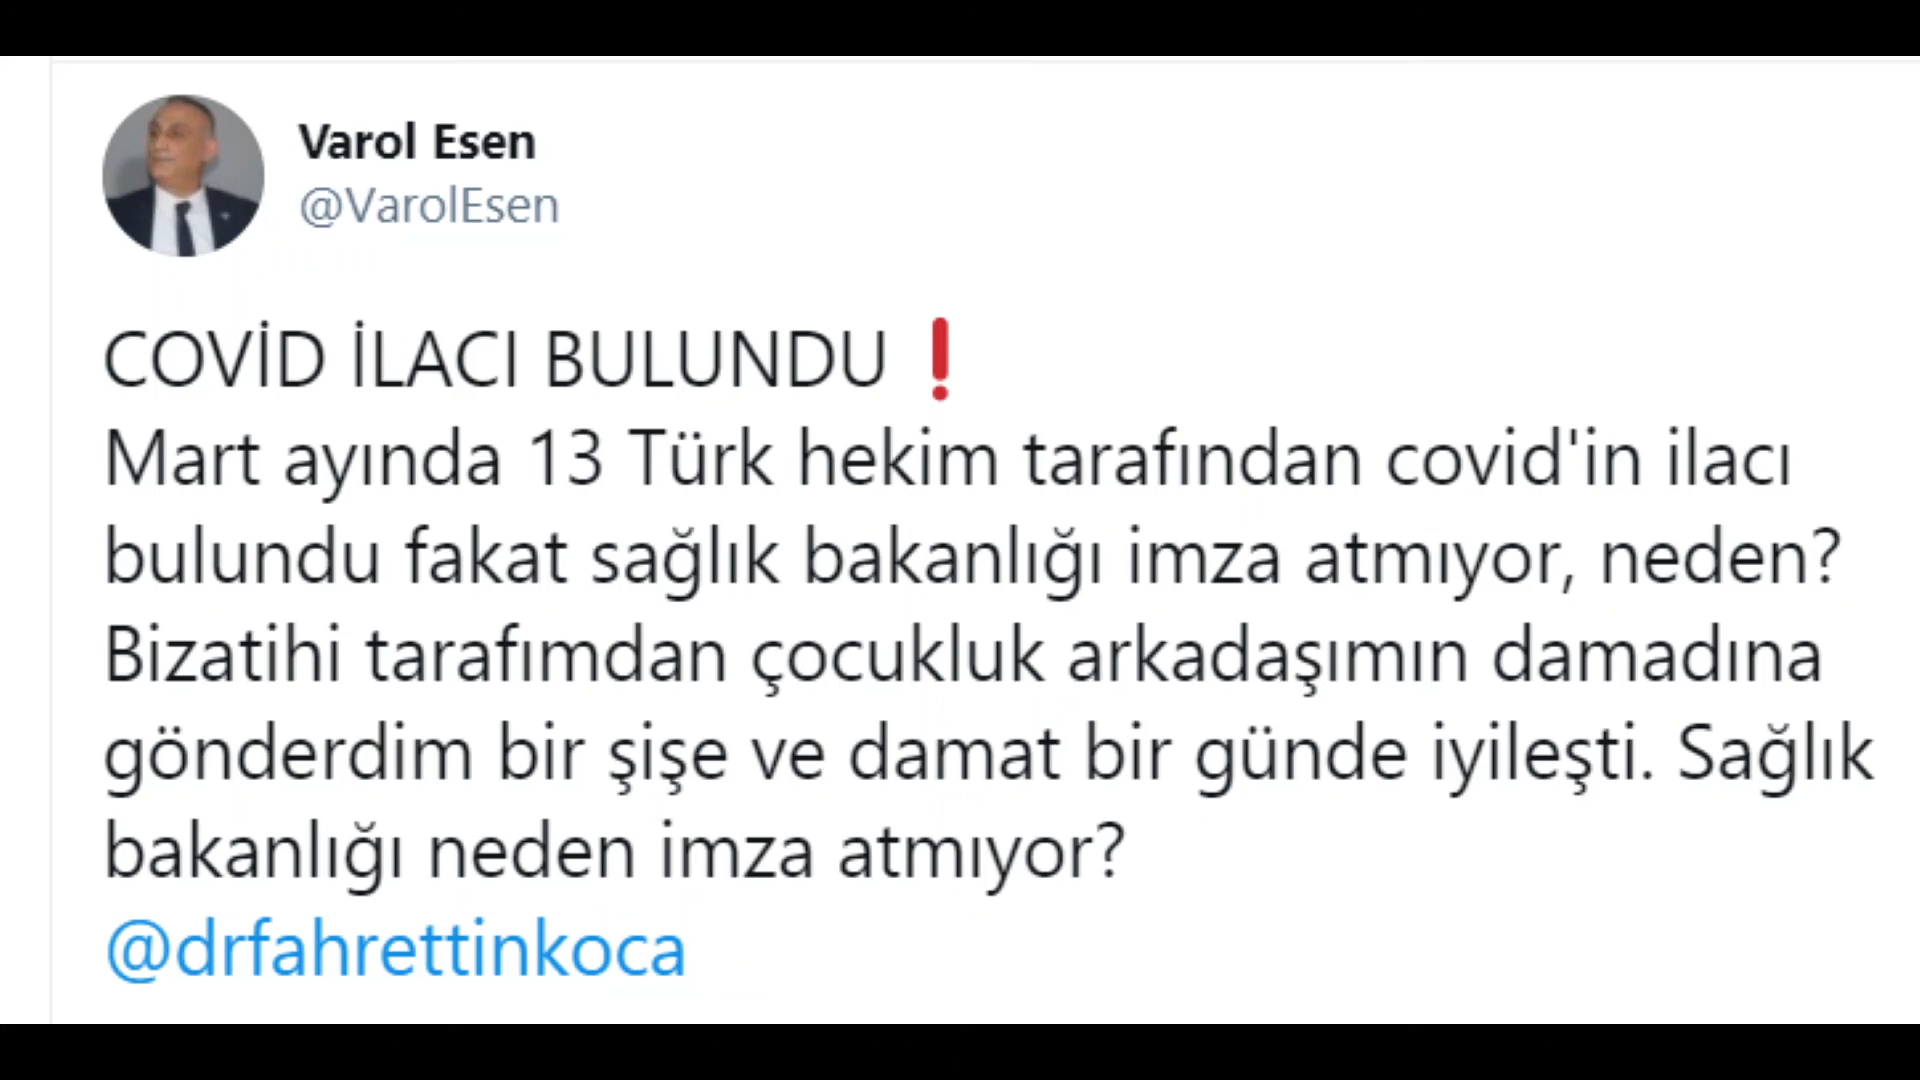 Varol Esen
@VarolEsen
COVİD İLACI BULUNDU❗
Mart ayında 13 Türk hekim tarafından covid'in ilacı
bulundu fakat sağlık bakanlığı imza atmıyor, neden?
Bizatihi tarafımdan çocukluk arkadaşımın damadına
gönderdim bir şişe ve damat bir günde iyileşti. Sağlık
bakanlığı neden imza atmıyor?
@drfahrettinkoca